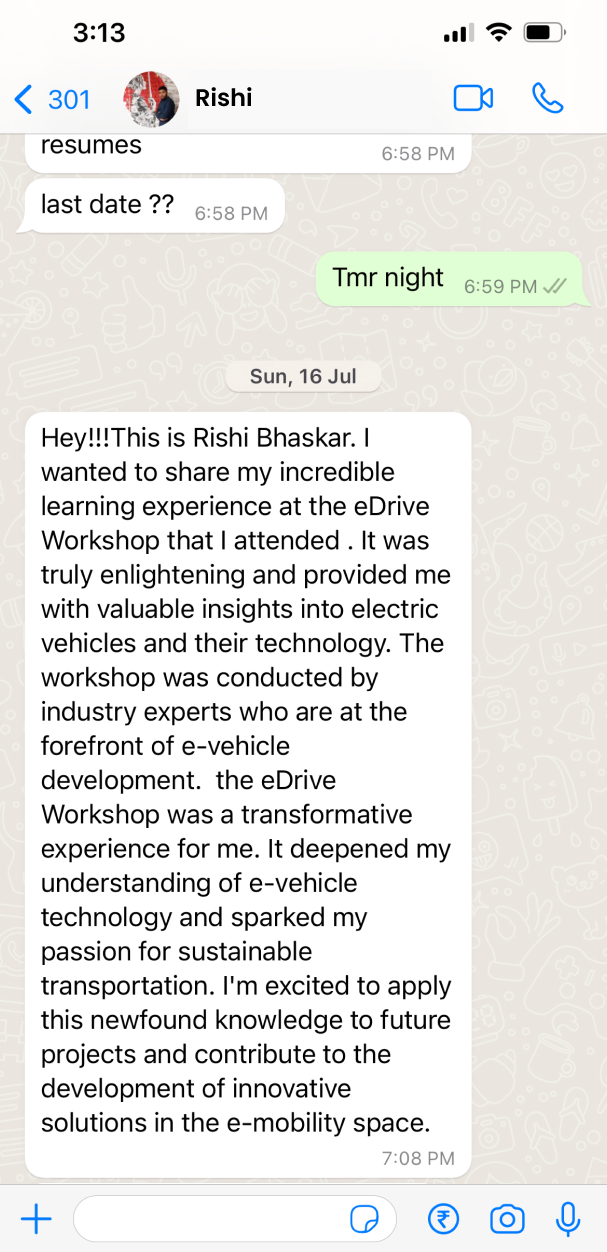 3:13
301
Rishi
resumes
6:58 PM
last date ?? 6:58 PM
Tmr night 6:59 PM
Sun, 16 Jul
Hey!!!This is Rishi Bhaskar. I
wanted to share my incredible
learning experience at the eDrive
Workshop that I attended . It was
truly enlightening and provided me
with valuable insights into electric
vehicles and their technology. The
workshop was conducted by
industry experts who are at the
forefront of e-vehicle
development.  the eDrive
Workshop was a transformative
experience for me. It deepened my
understanding of e-vehicle
technology and sparked my
passion for sustainable
transportation. I'm excited to apply
this newfound knowledge to future
projects and contribute to the
development of innovative
solutions in the e-mobility space.
7:08 PM
₹